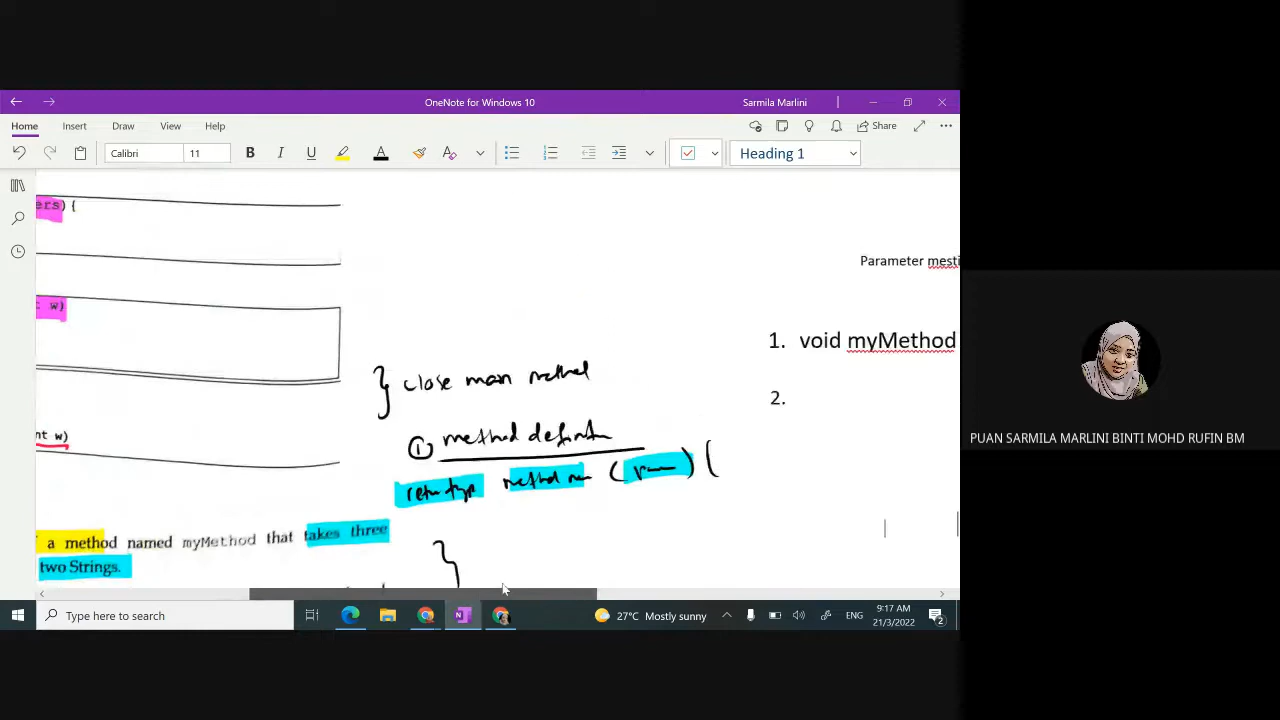 OneNote for Windows 10
Sarmila Marlini
Home Insert Draw View Help
Share
Calibri 11 B I U A Heading 1
ers) {
Parameter mesti
t w)
1. void myMethod
} close main method
2.
nt w)
① method definition
return type method name ( ) {
a method named myMethod that takes three
two Strings.
}
PUAN SARMILA MARLINI BINTI MOHD RUFIN BM
Type here to search
27°C Mostly sunny
ENG
9:17 AM
21/3/2022
2